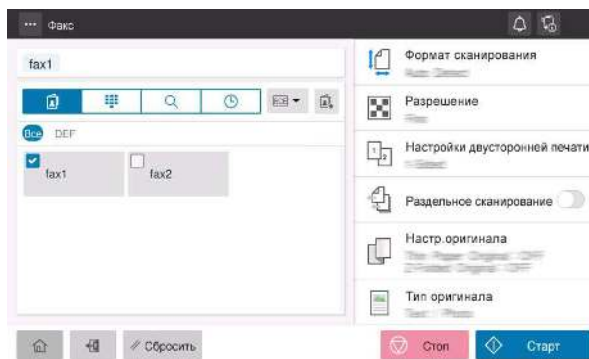 Факс
fax1
Все DEF
fax1
fax2
Формат сканирования
Разрешение
Настройки двусторонней печати
Раздельное сканирование
Настр.оригинала
Тип оригинала
Сбросить
Стоп
Старт